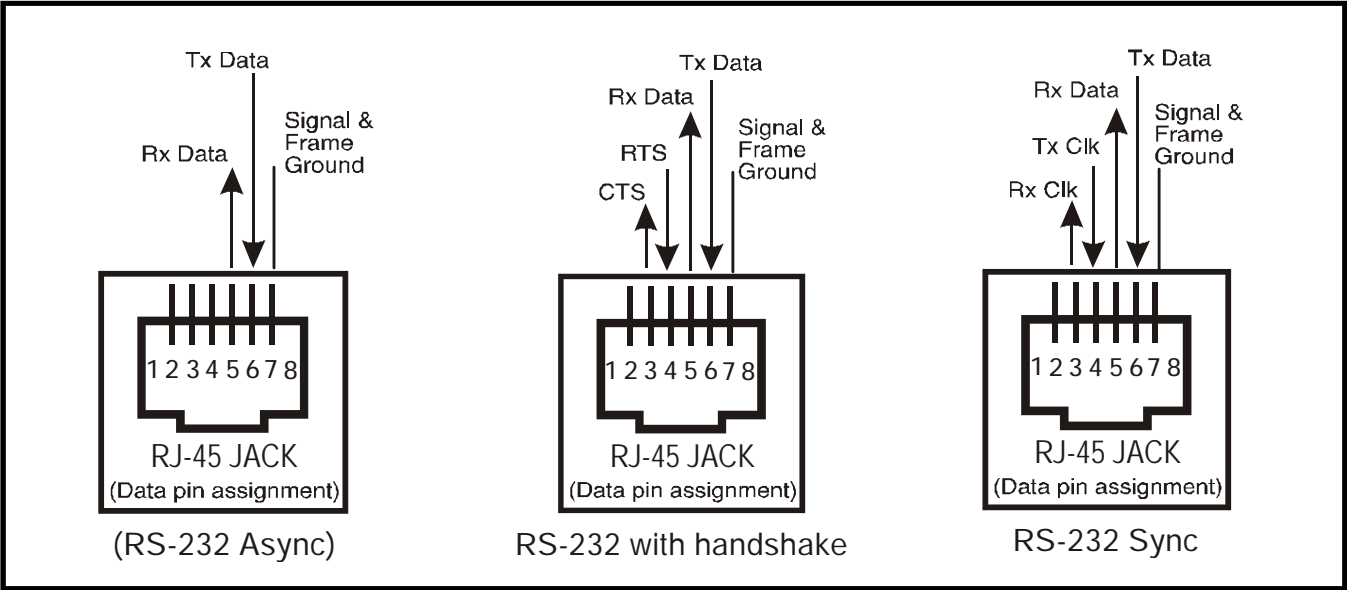 Tx Data
Rx Data
Signal &
Frame
Ground
1 2 3 4 5 6 7 8
RJ-45 JACK
(Data pin assignment)
(RS-232 Async)
Tx Data
Rx Data
Signal &
Frame
Ground
RTS
CTS
1 2 3 4 5 6 7 8
RJ-45 JACK
(Data pin assignment)
RS-232 with handshake
Tx Data
Rx Data
Signal &
Frame
Ground
Tx Clk
Rx Clk
1 2 3 4 5 6 7 8
RJ-45 JACK
(Data pin assignment)
RS-232 Sync